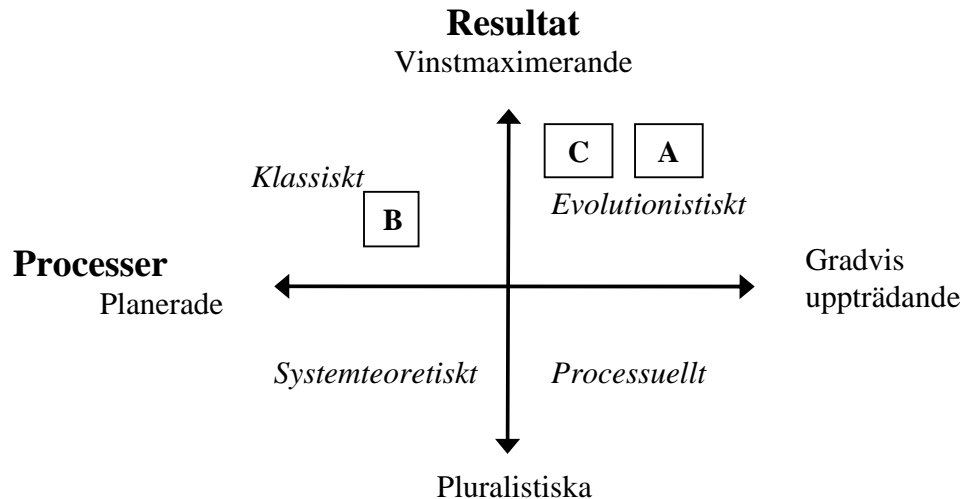 Resultat
Vinstmaximerande
C
A
Klassiskt
B
Evolutionistiskt
Processer
Planerade
Gradvis
uppträdande
Systemteoretiskt
Processuellt
Pluralistiska